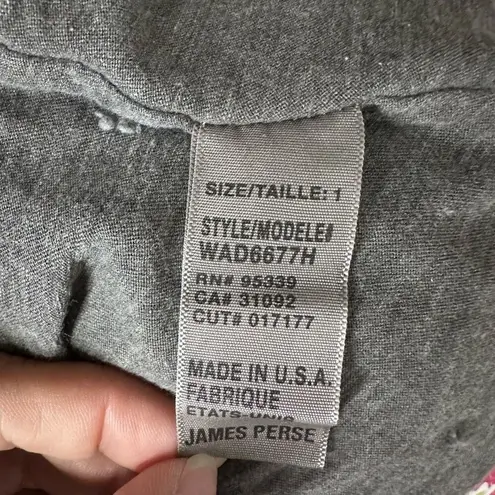 SIZE/TAILLE: 1
STYLE/MODELE#
WAD6677H
RN# 95339
CA# 31092
CUT# 017177
MADE IN U.S.A.
FABRIQUE
ETATS-UNIS
JAMES PERSE